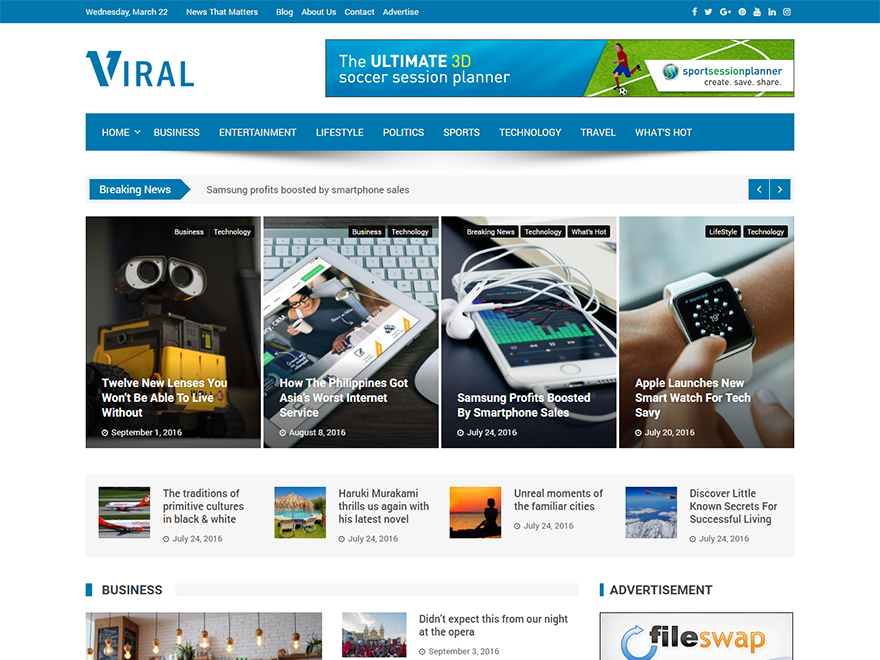 Wednesday, March 22 News That Matters Blog About Us Contact Advertise
VIRAL
The ULTIMATE 3D
soccer session planner
sportsessionplanner
create. save. share.
HOME BUSINESS ENTERTAINMENT LIFESTYLE POLITICS SPORTS TECHNOLOGY TRAVEL WHAT'S HOT
Breaking News Samsung profits boosted by smartphone sales
Business Technology
Twelve New Lenses You
Won't Be Able To Live
Without
September 1, 2016
Business Technology
How The Philippines Got
Asia's Worst Internet
Service
August 8, 2016
Breaking News Technology What's Hot
Samsung Profits Boosted
By Smartphone Sales
July 24, 2016
LifeStyle Technology
Apple Launches New
Smart Watch For Tech
Savy
July 20, 2016
The traditions of
primitive cultures
in black & white
July 24, 2016
Haruki Murakami
thrills us again with
his latest novel
July 24, 2016
Unreal moments of
the familiar cities
July 24, 2016
Discover Little
Known Secrets For
Successful Living
July 24, 2016
BUSINESS
Didn't expect this from our night
at the opera
September 3, 2016
ADVERTISEMENT
fileswap